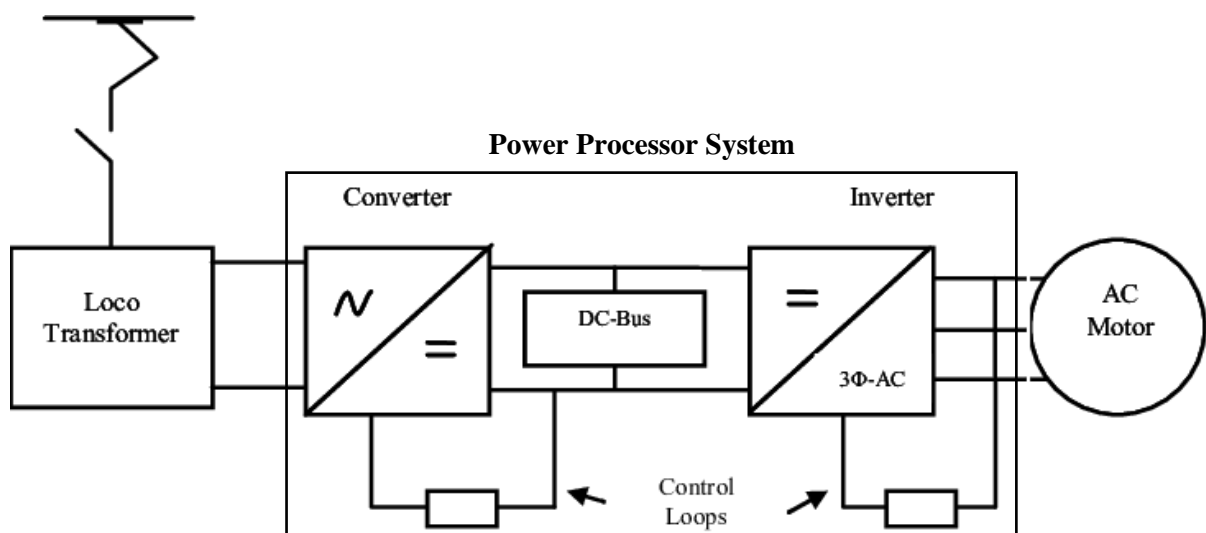 Power Processor System
Converter
Inverter
Loco
Transformer
DC-Bus
3Φ-AC
AC
Motor
Control
Loops